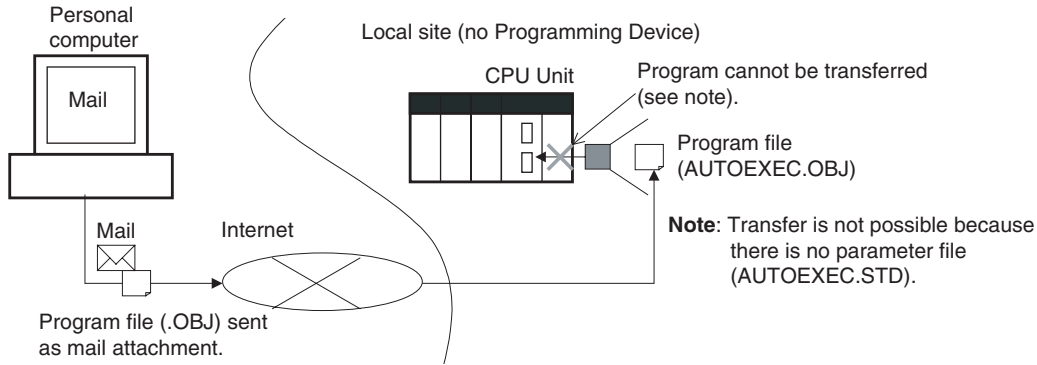 Personal
computer
Mail
Local site (no Programming Device)
CPU Unit
Program cannot be transferred
(see note).
Program file
(AUTOEXEC.OBJ)
Note: Transfer is not possible because
there is no parameter file
(AUTOEXEC.STD).
Mail
Internet
Program file (.OBJ) sent
as mail attachment.